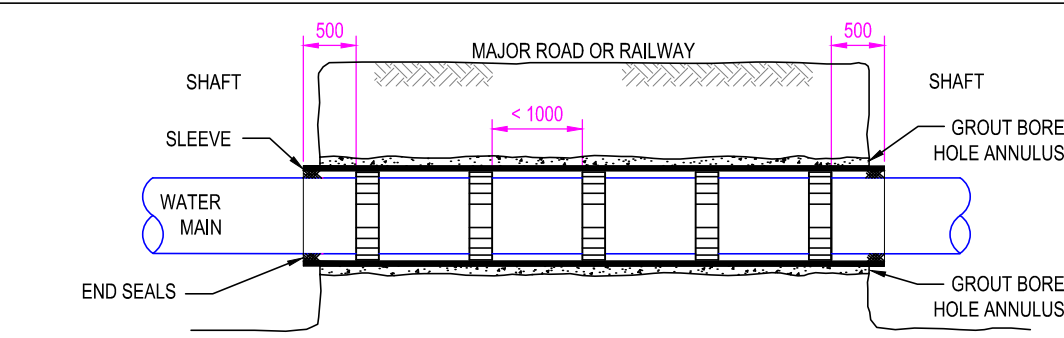 500
500
MAJOR ROAD OR RAILWAY
SHAFT
SHAFT
< 1000
SLEEVE
GROUT BORE
HOLE ANNULUS
WATER
MAIN
END SEALS
GROUT BORE
HOLE ANNULUS